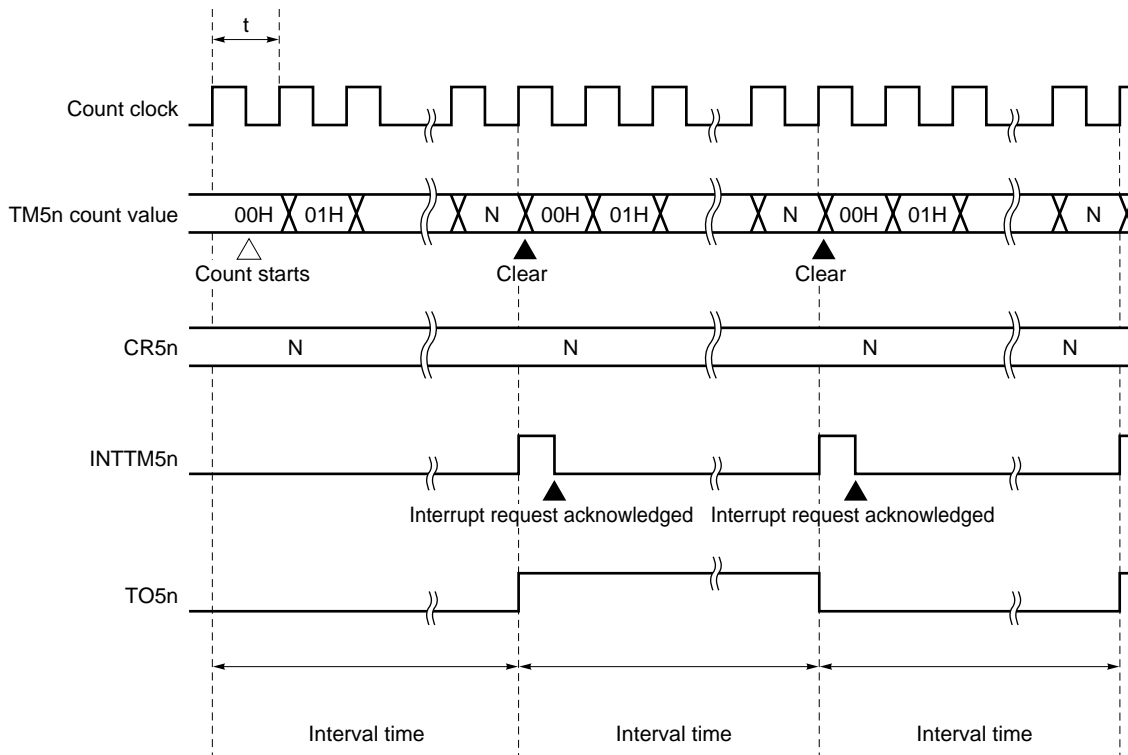 t
Count clock
TM5n count value 00H 01H N 00H 01H N 00H 01H N
Count starts Clear Clear
CR5n N N N N
INTTM5n
Interrupt request acknowledged Interrupt request acknowledged
TO5n
Interval time Interval time Interval time